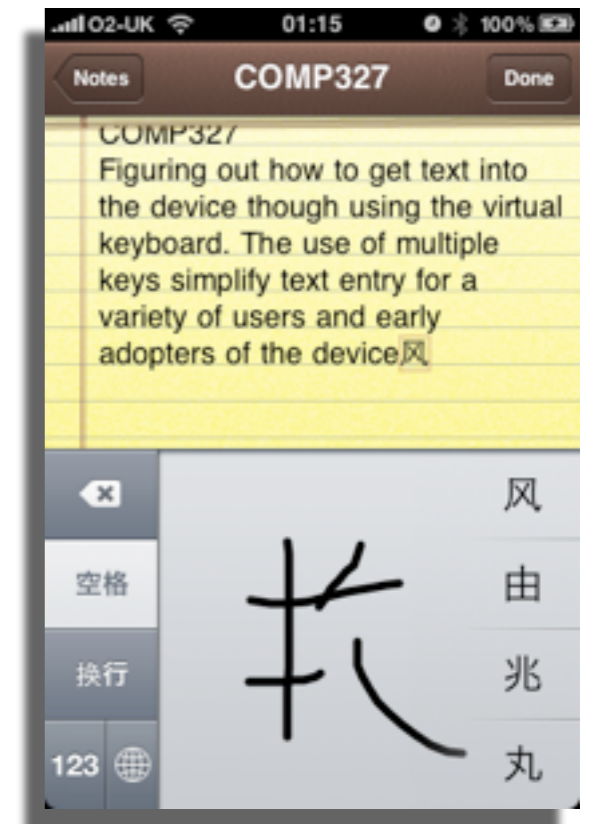 O2-UK 01:15 100%
Notes COMP327 Done
COMP327
Figuring out how to get text into
the device though using the virtual
keyboard. The use of multiple
keys simplify text entry for a
variety of users and early
adopters of the device风
风
空格
由
换行
兆
123
丸